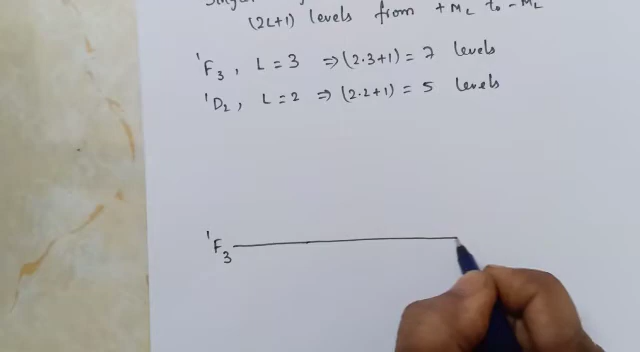 (2L+1) levels from +ML to -ML
¹F₃, L = 3 ⇒ (2·3+1) = 7 levels
¹D₂, L = 2 ⇒ (2·2+1) = 5 levels
¹F₃